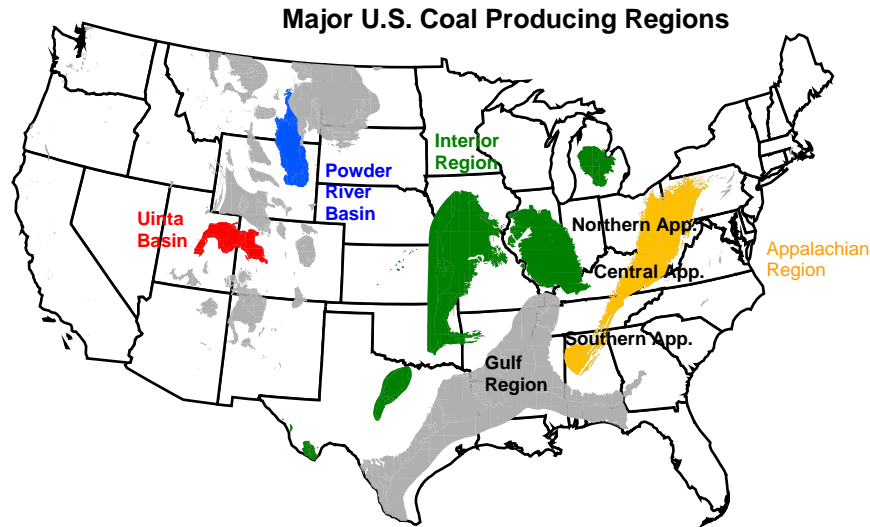 Major U.S. Coal Producing Regions
Interior
Region
Powder
River
Basin
Uinta
Basin
Northern App.
Appalachian
Region
Central App.
Southern App.
Gulf
Region